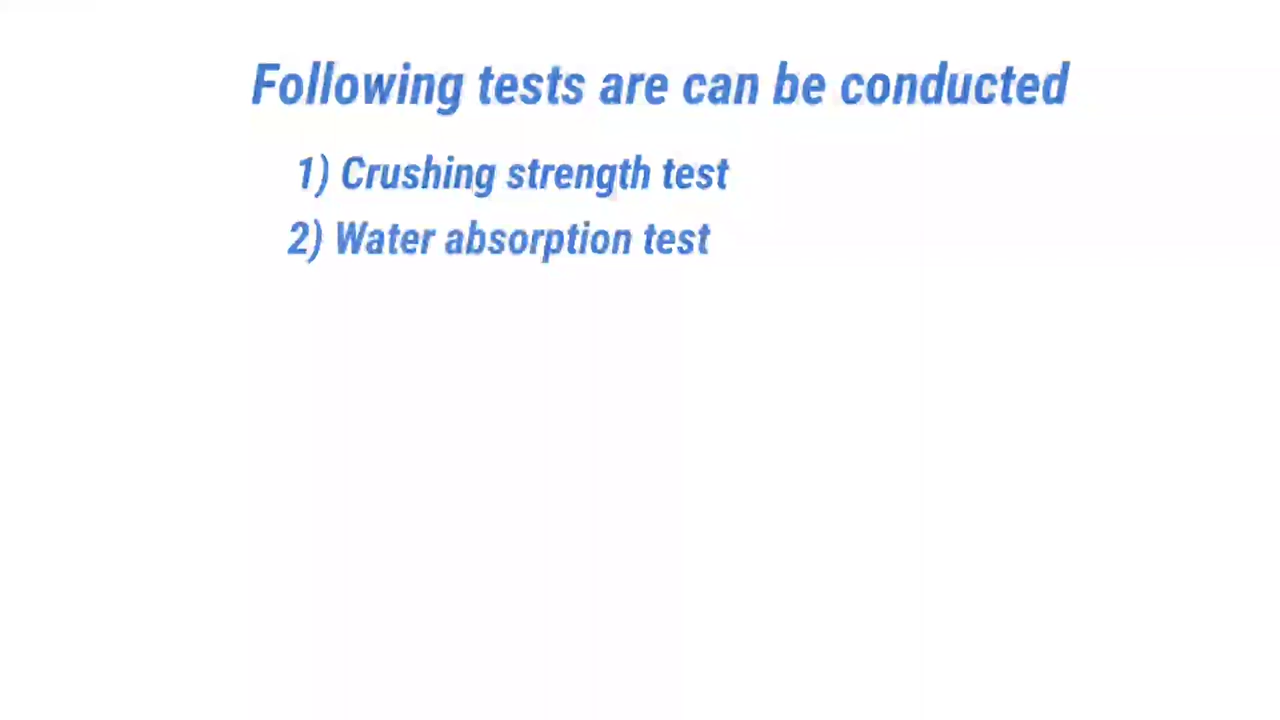 Following tests are can be conducted
1) Crushing strength test
2) Water absorption test